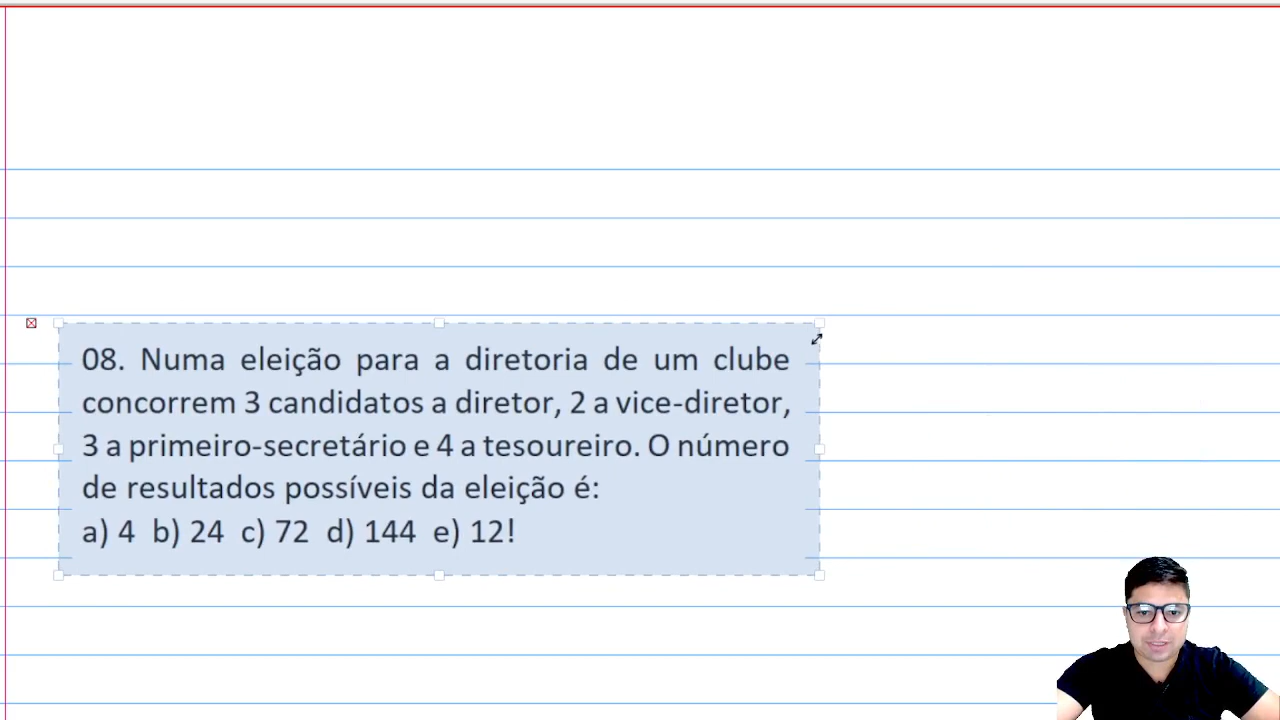 08. Numa eleição para a diretoria de um clube
concorrem 3 candidatos a diretor, 2 a vice-diretor,
3 a primeiro-secretário e 4 a tesoureiro. O número
de resultados possíveis da eleição é:
a) 4 b) 24 c) 72 d) 144 e) 12!